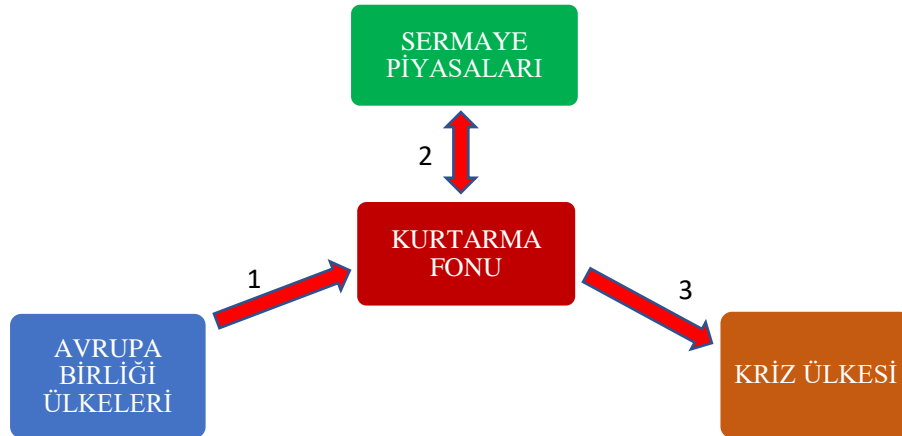 SERMAYE
PİYASALARI
2
KURTARMA
FONU
1
3
AVRUPA
BİRLİĞİ
ÜLKELERİ
KRİZ ÜLKESİ